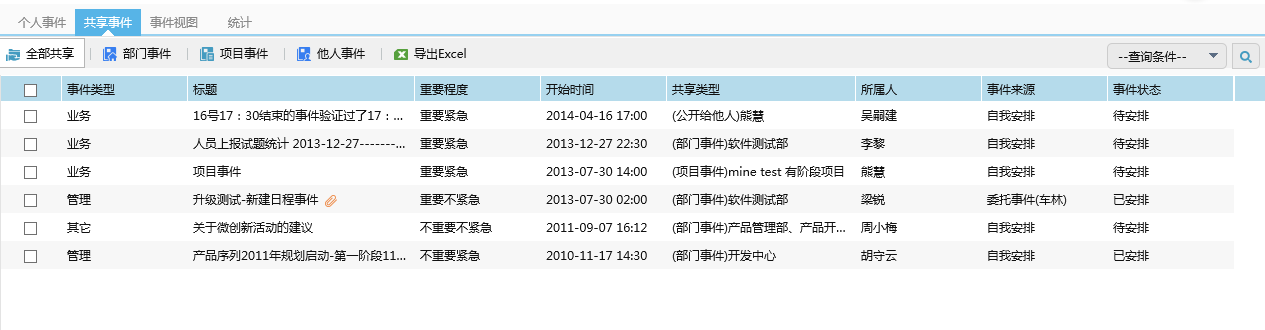 个人事件 共享事件 事件视图 统计
全部共享 部门事件 项目事件 他人事件 导出Excel --查询条件--
事件类型 标题 重要程度 开始时间 共享类型 所属人 事件来源 事件状态
业务 16号17：30结束的事件验证过了17：... 重要紧急 2014-04-16 17:00 (公开给他人)熊慧 吴嗣建 自我安排 待安排
业务 人员上报试题统计 2013-12-27-------... 重要紧急 2013-12-27 22:30 (部门事件)软件测试部 李黎 自我安排 待安排
业务 项目事件 重要紧急 2013-07-30 14:00 (项目事件)mine test 有阶段项目 熊慧 自我安排 待安排
管理 升级测试-新建日程事件 重要不紧急 2013-07-30 02:00 (部门事件)软件测试部 梁锐 委托事件(车林) 已安排
其它 关于微创新活动的建议 不重要不紧急 2011-09-07 16:12 (部门事件)产品管理部、产品开... 周小梅 自我安排 待安排
管理 产品序列2011年规划启动-第一阶段11... 不重要紧急 2010-11-17 14:30 (部门事件)开发中心 胡守云 自我安排 已安排